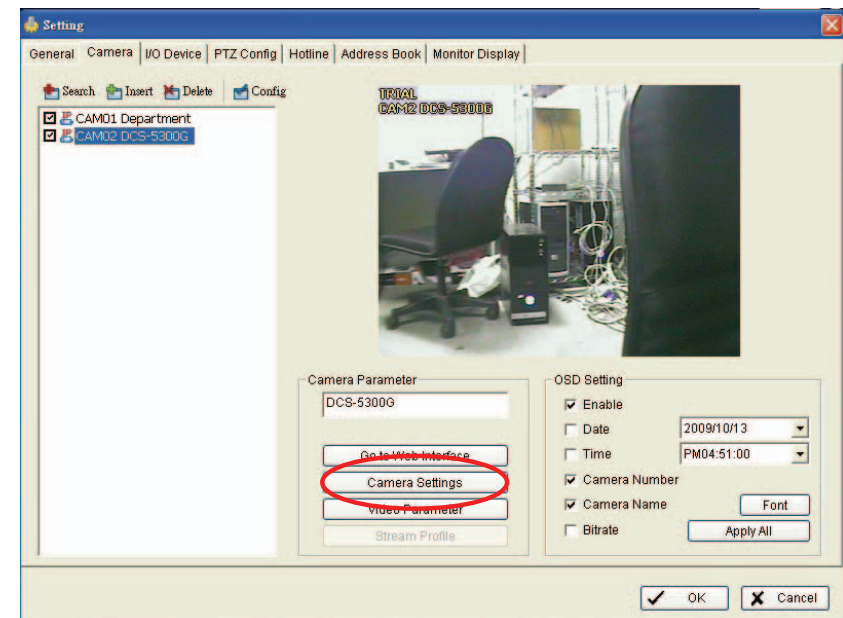 Setting
General Camera I/O Device PTZ Config Hotline Address Book Monitor Display
Search Insert Delete Config
CAM01 Department
CAM02 DCS-5300G
TRIAL
CAM2 DCS-5300G
Camera Parameter
DCS-5300G
Go to Web Interface
Camera Settings
Video Parameter
Stream Profile
OSD Setting
Enable
Date 2009/10/13
Time PM04:51:00
Camera Number
Camera Name Font
Bitrate Apply All
OK Cancel